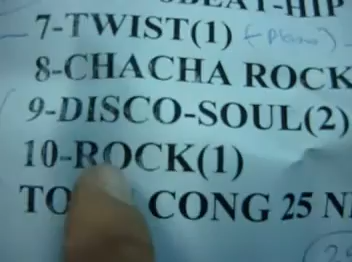 7-TWIST(1)
8-CHACHA ROCK
9-DISCO-SOUL(2)
10-ROCK(1)
CONG 25